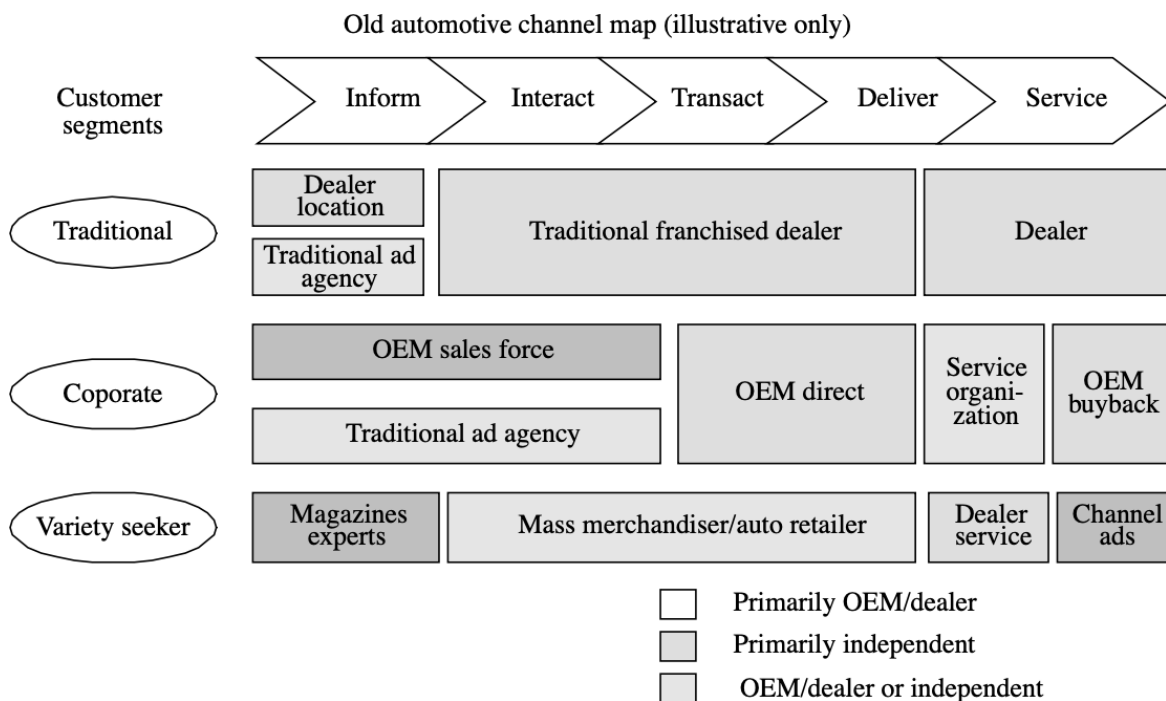 Old automotive channel map (illustrative only)
Customer
segments
Inform
Interact
Transact
Deliver
Service
Traditional
Dealer
location
Traditional ad
agency
Traditional franchised dealer
Dealer
Coporate
OEM sales force
Traditional ad agency
OEM direct
Service
organi-
zation
OEM
buyback
Variety seeker
Magazines
experts
Mass merchandiser/auto retailer
Dealer
service
Channel
ads
Primarily OEM/dealer
Primarily independent
OEM/dealer or independent